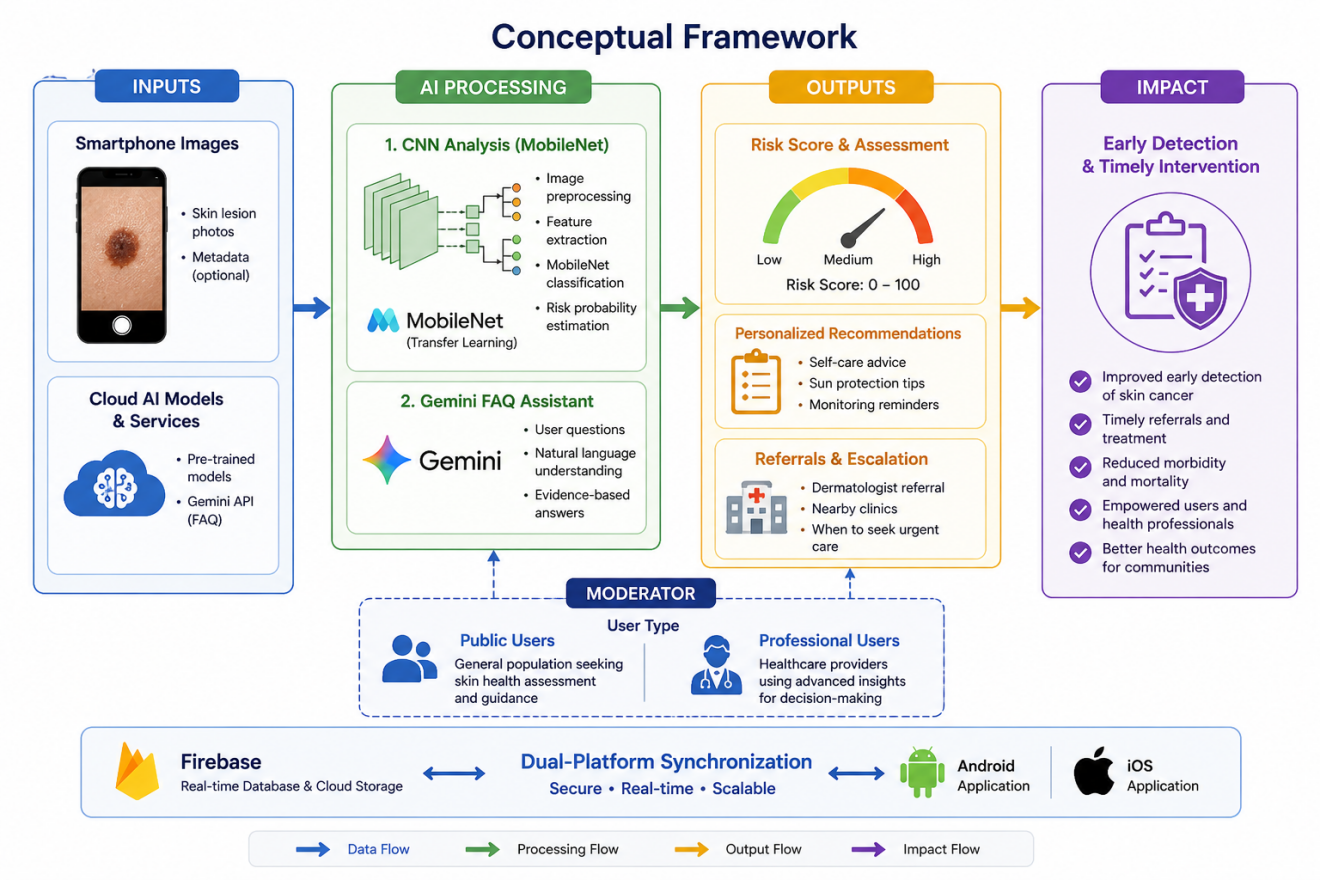 Conceptual Framework
INPUTS
Smartphone Images
• Skin lesion
photos
• Metadata
(optional)
Cloud AI Models
& Services
• Pre-trained
models
• Gemini API
(FAQ)
AI PROCESSING
1. CNN Analysis (MobileNet)
• Image
preprocessing
• Feature
extraction
• MobileNet
classification
• Risk probability
estimation
MobileNet
(Transfer Learning)
2. Gemini FAQ Assistant
Gemini
• User questions
• Natural language
understanding
• Evidence-based
answers
OUTPUTS
Risk Score & Assessment
Low Medium High
Risk Score: 0 – 100
Personalized Recommendations
• Self-care advice
• Sun protection tips
• Monitoring reminders
Referrals & Escalation
• Dermatologist referral
• Nearby clinics
• When to seek urgent
care
IMPACT
Early Detection
& Timely Intervention
Improved early detection
of skin cancer
Timely referrals and
treatment
Reduced morbidity
and mortality
Empowered users and
health professionals
Better health outcomes
for communities
MODERATOR
User Type
Public Users
General population seeking
skin health assessment
and guidance
Professional Users
Healthcare providers
using advanced insights
for decision-making
Firebase
Real-time Database & Cloud Storage
Dual-Platform Synchronization
Secure • Real-time • Scalable
Android
Application
iOS
Application
Data Flow
Processing Flow
Output Flow
Impact Flow